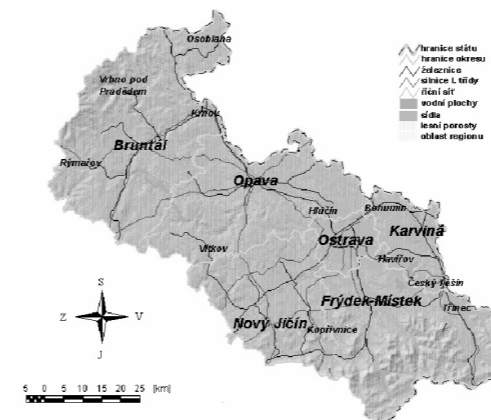 Osoblaha
Vrbno pod
Pradědem
Krnov
Bruntál
Rýmařov
Opava
Hlučín
Bohumín
Karviná
Ostrava
Vítkov
Havířov
Český Těšín
Třinec
Frýdek-Místek
Nový Jičín
Kopřivnice
hranice státu
hranice okresu
železnice
silnice I. třídy
říční síť
vodní plochy
sídla
lesní porosty
oblast regionu
S
Z V
J
5 0 5 10 15 20 25 [km]